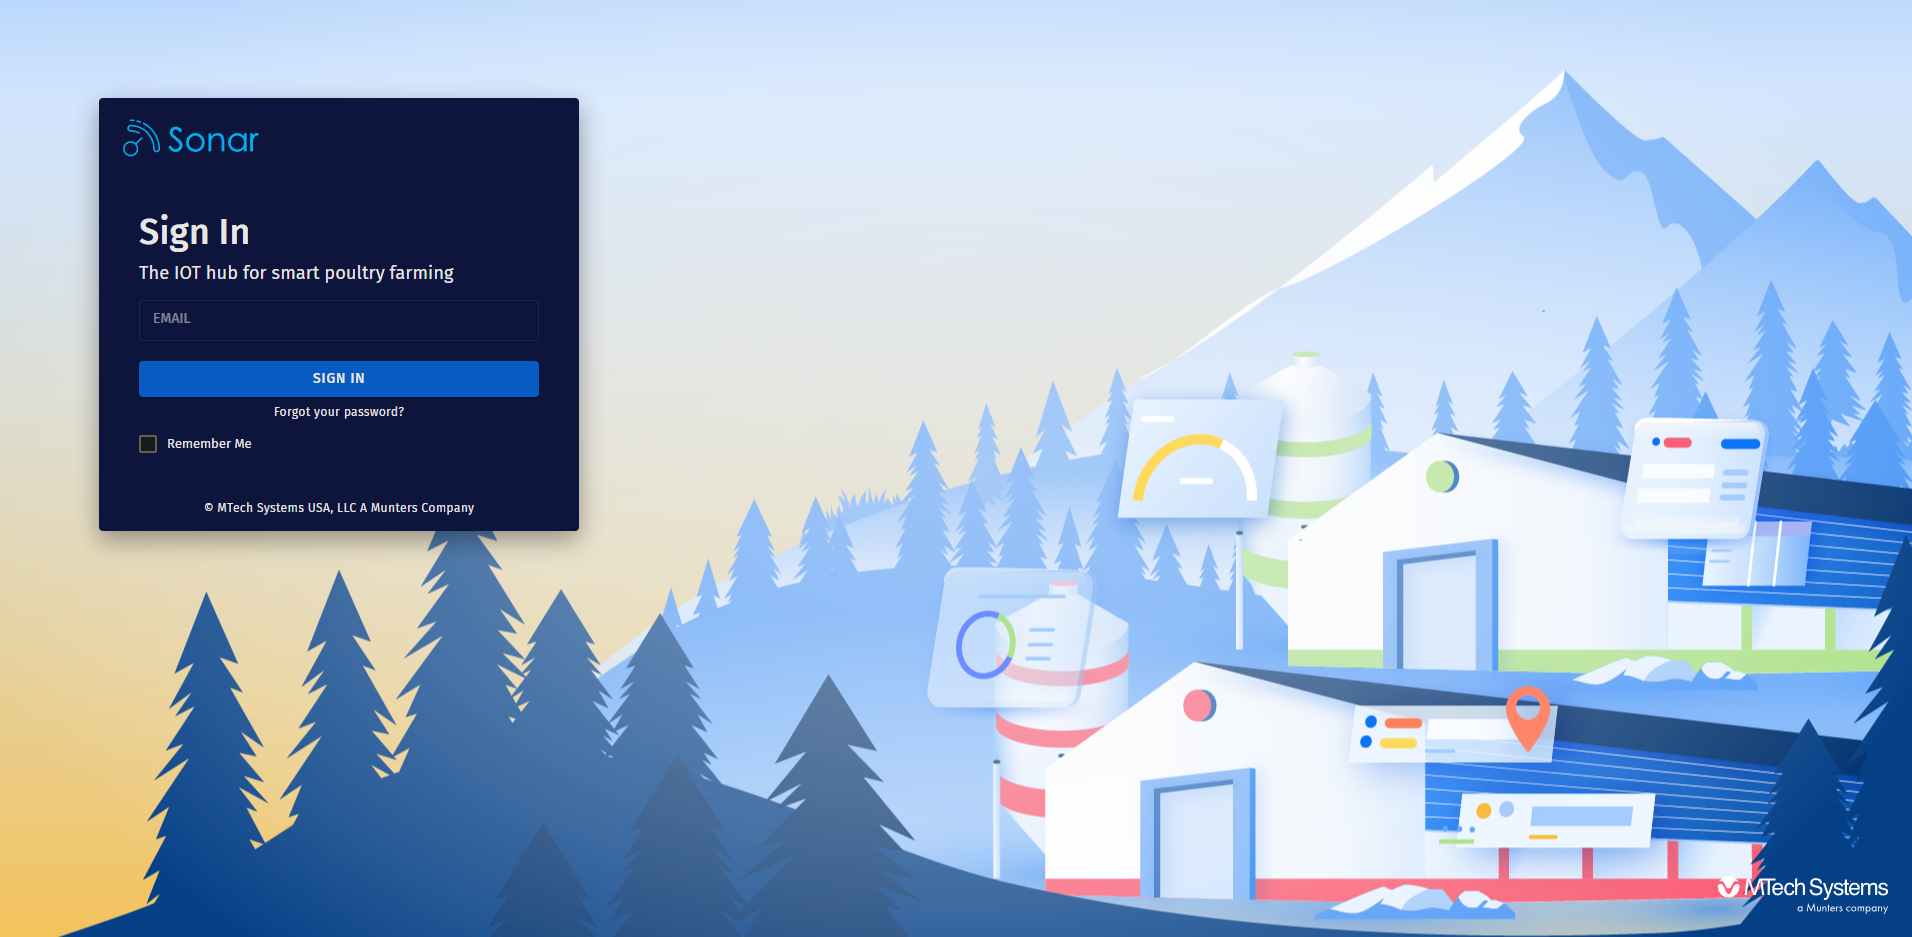 Sonar
Sign In
The IOT hub for smart poultry farming
EMAIL
SIGN IN
Forgot your password?
Remember Me
© MTech Systems USA, LLC A Munters Company
MTech Systems
a Munters company